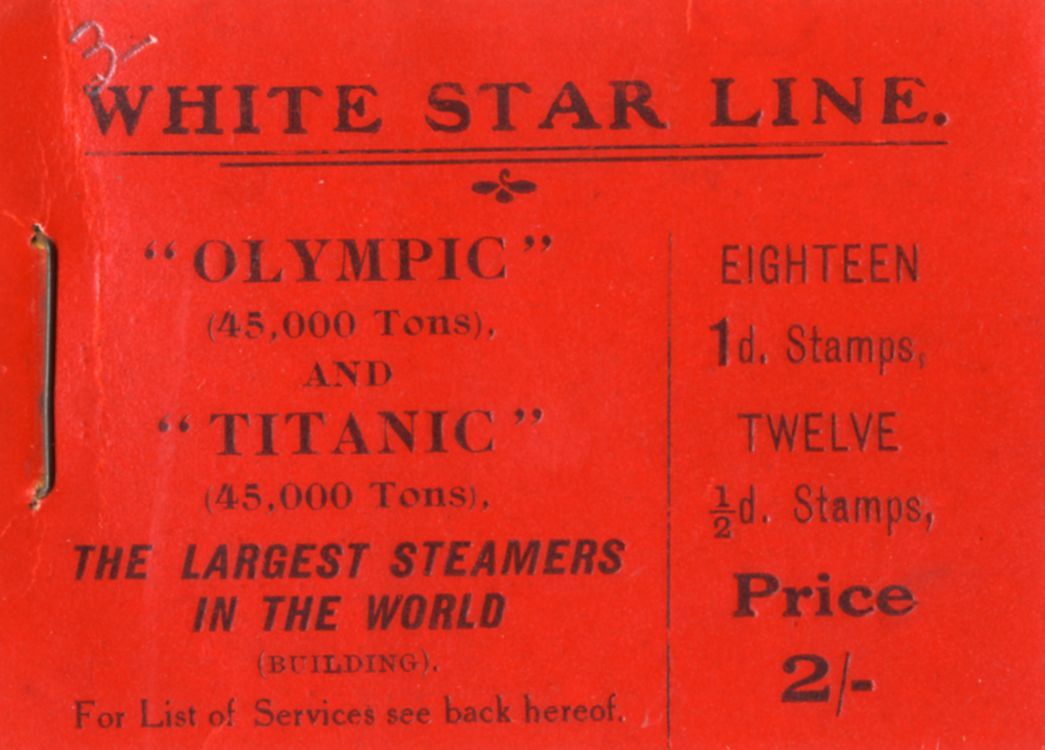 3/-
WHITE STAR LINE.
"OLYMPIC"
(45,000 Tons),
AND
"TITANIC"
(45,000 Tons),
THE LARGEST STEAMERS
IN THE WORLD
(BUILDING).
For List of Services see back hereof.
EIGHTEEN
1d. Stamps,
TWELVE
½d. Stamps,
Price
2/-